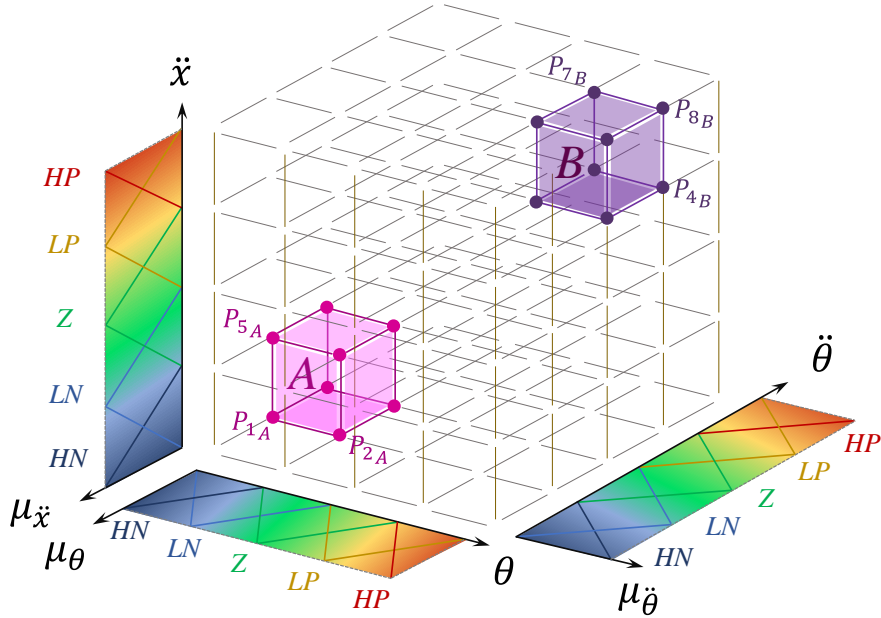 ẍ
HP
LP
Z
LN
HN
μẍ
μθ
HN
LN
Z
LP
HP
θ
P5A
A
P1A
P2A
P7B
P8B
B
P4B
θ̈
HP
LP
Z
LN
HN
μθ̈